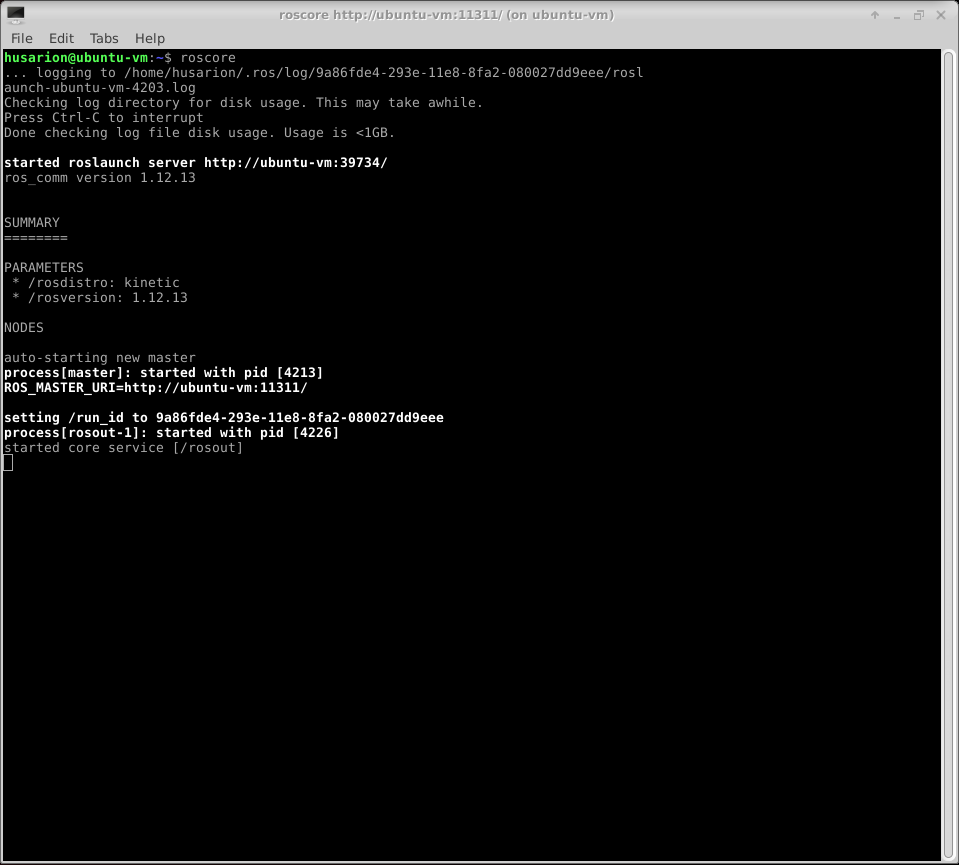 roscore http://ubuntu-vm:11311/ (on ubuntu-vm)
File Edit Tabs Help
husarion@ubuntu-vm:~$ roscore
... logging to /home/husarion/.ros/log/9a86fde4-293e-11e8-8fa2-080027dd9eee/rosl
aunch-ubuntu-vm-4203.log
Checking log directory for disk usage. This may take awhile.
Press Ctrl-C to interrupt
Done checking log file disk usage. Usage is <1GB.
started roslaunch server http://ubuntu-vm:39734/
ros_comm version 1.12.13
SUMMARY
========
PARAMETERS
* /rosdistro: kinetic
* /rosversion: 1.12.13
NODES
auto-starting new master
process[master]: started with pid [4213]
ROS_MASTER_URI=http://ubuntu-vm:11311/
setting /run_id to 9a86fde4-293e-11e8-8fa2-080027dd9eee
process[rosout-1]: started with pid [4226]
started core service [/rosout]